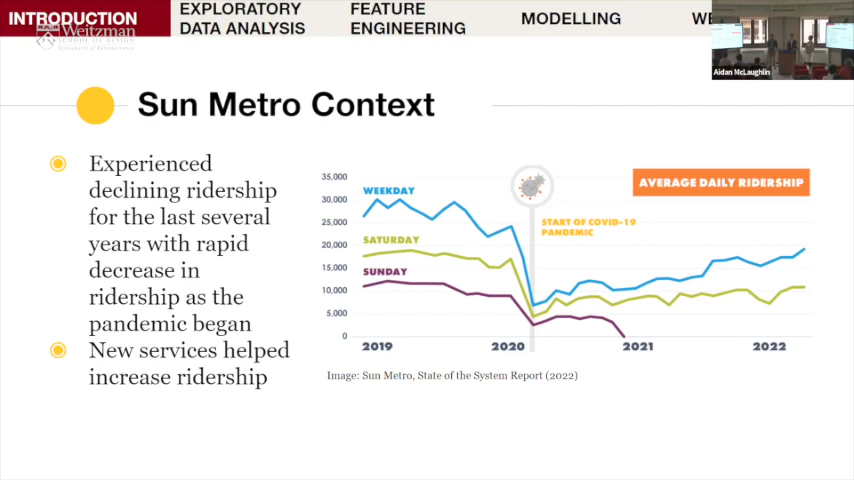 INTRODUCTION
EXPLORATORY
DATA ANALYSIS
FEATURE
ENGINEERING
MODELLING
WE
Weitzman
Aidan McLaughlin
Sun Metro Context
Experienced
declining ridership
for the last several
years with rapid
decrease in
ridership as the
pandemic began
New services helped
increase ridership
AVERAGE DAILY RIDERSHIP
35,000
30,000
25,000
20,000
15,000
10,000
5,000
0
WEEKDAY
SATURDAY
SUNDAY
START OF COVID-19
PANDEMIC
2019 2020 2021 2022
Image: Sun Metro, State of the System Report (2022)